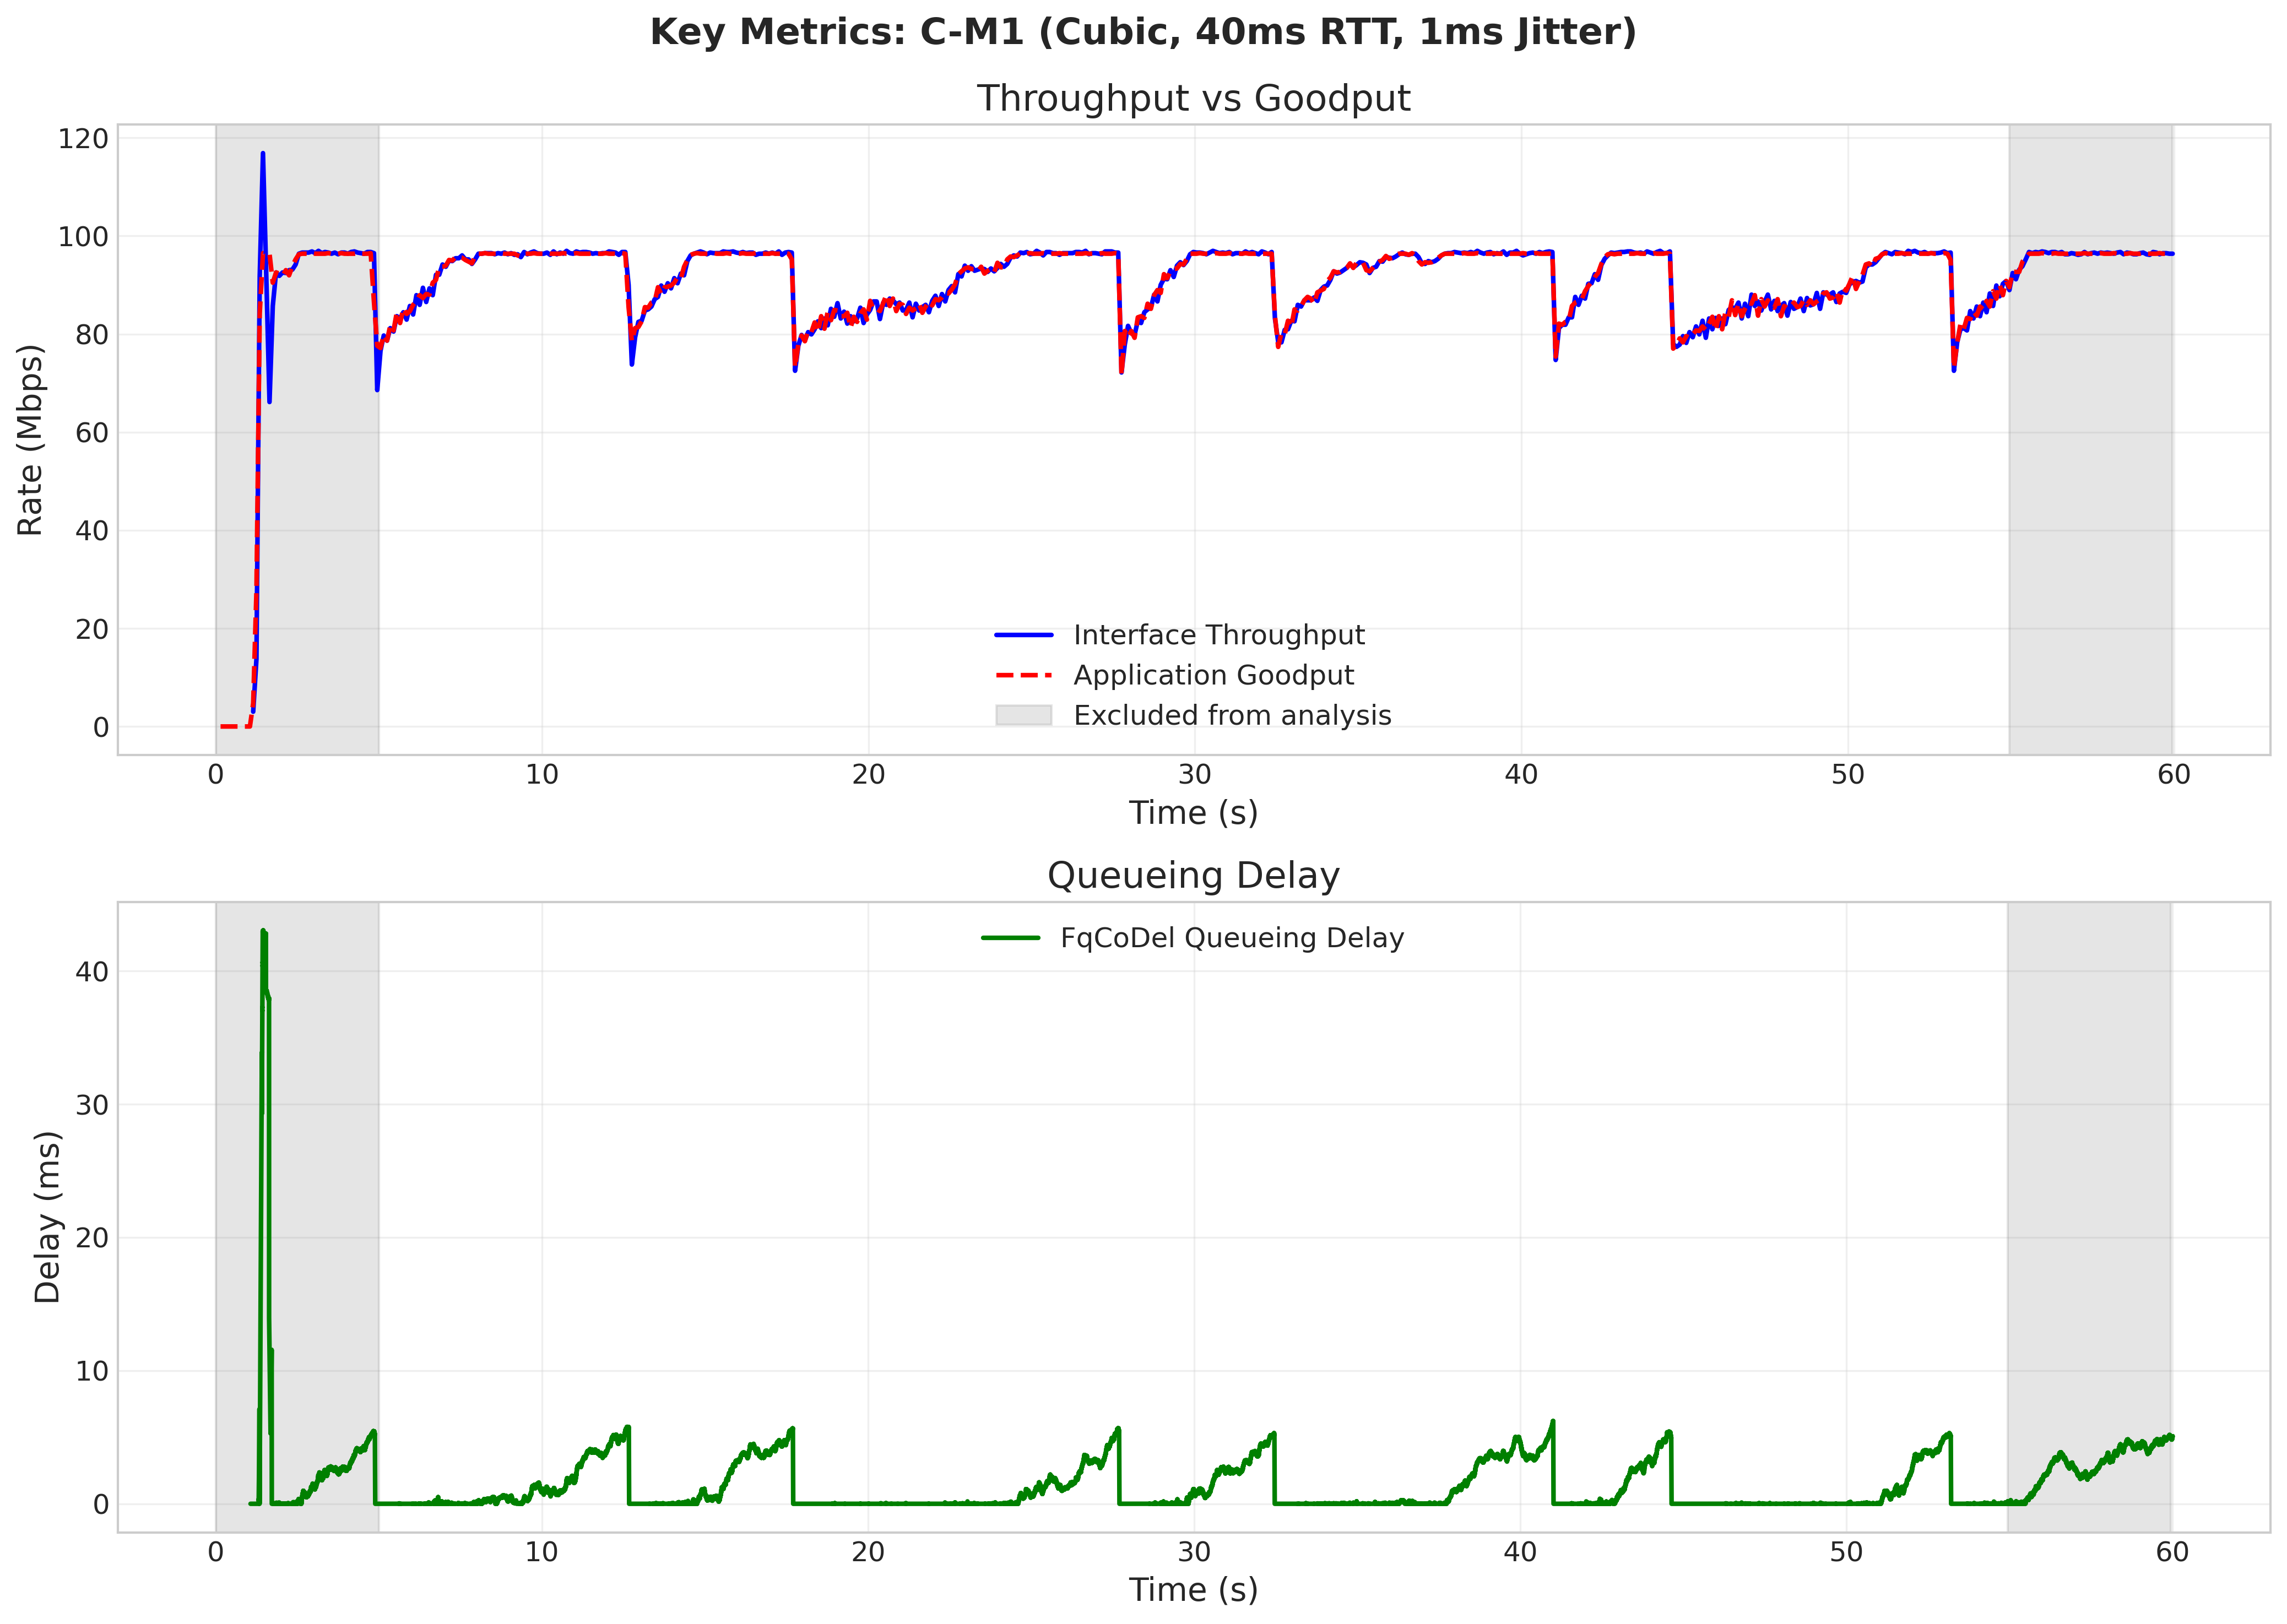 Key Metrics: C-M1 (Cubic, 40ms RTT, 1ms Jitter)
Throughput vs Goodput
120
100
80
60
40
20
0
Rate (Mbps)
Interface Throughput
Application Goodput
Excluded from analysis
0 10 20 30 40 50 60
Time (s)
Queueing Delay
FqCoDel Queueing Delay
40
30
20
10
0
Delay (ms)
0 10 20 30 40 50 60
Time (s)